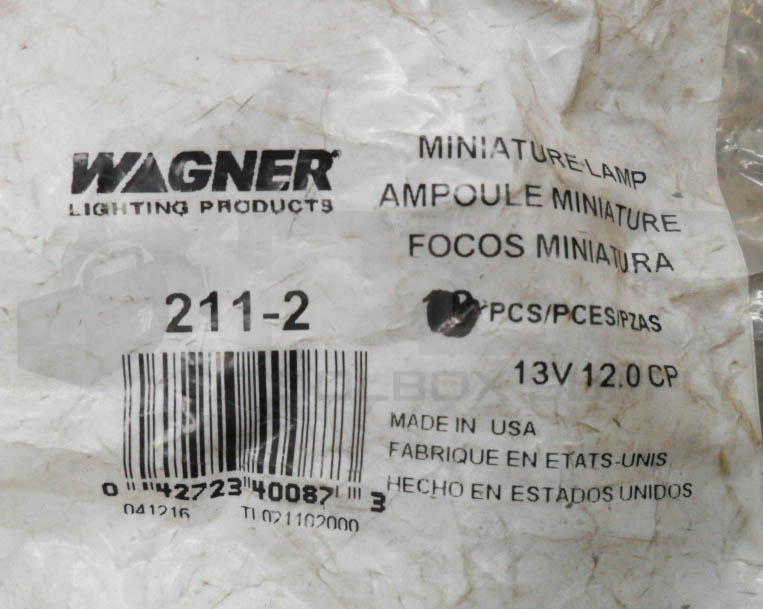 WAGNER
LIGHTING PRODUCTS
211-2
0 42723 40087 3
041216 TL021102000
MINIATURE LAMP
AMPOULE MINIATURE
FOCOS MINIATURA
PCS/PCES/PZAS
13V 12.0 CP
MADE IN USA
FABRIQUE EN ETATS-UNIS
HECHO EN ESTADOS UNIDOS